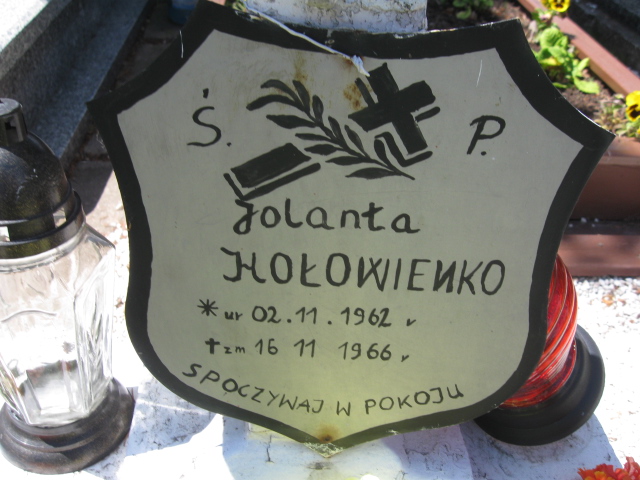 Ś. P.
Jolanta
HOŁOWIENKO
* ur 02.11.1962 r
✝ zm 16 11 1966 r
SPOCZYWAJ W POKOJU